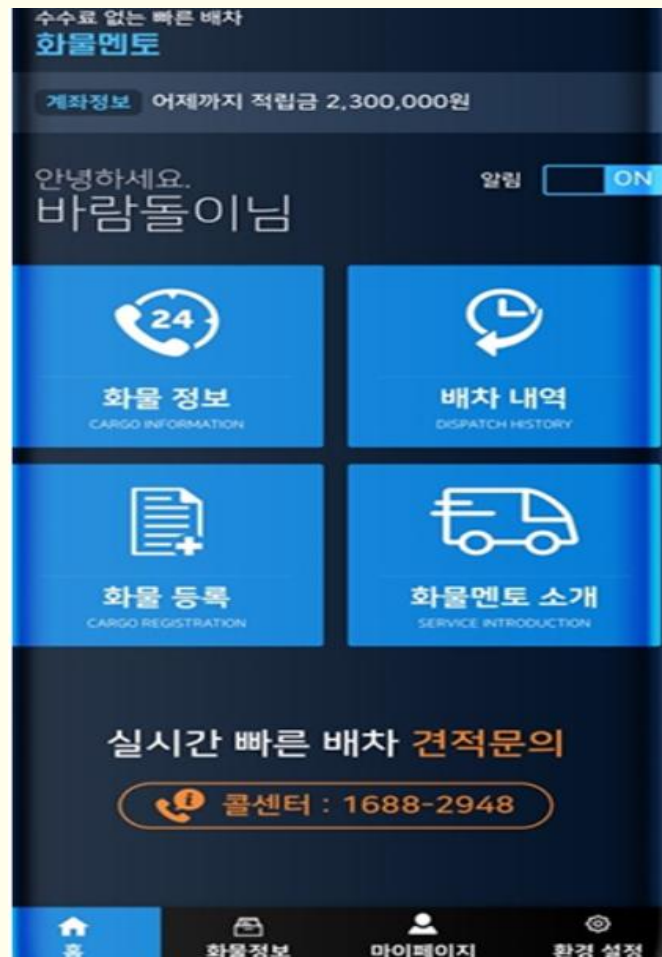 수수료 없는 빠른 배차
화물멘토
계좌정보 어제까지 적립금 2,300,000원
안녕하세요.
바람돌이님
알림 ON
24
화물 정보
CARGO INFORMATION
배차 내역
DISPATCH HISTORY
화물 등록
CARGO REGISTRATION
화물멘토 소개
SERVICE INTRODUCTION
실시간 빠른 배차 견적문의
콜센터 : 1688-2948
홈 화물정보 마이페이지 환경 설정